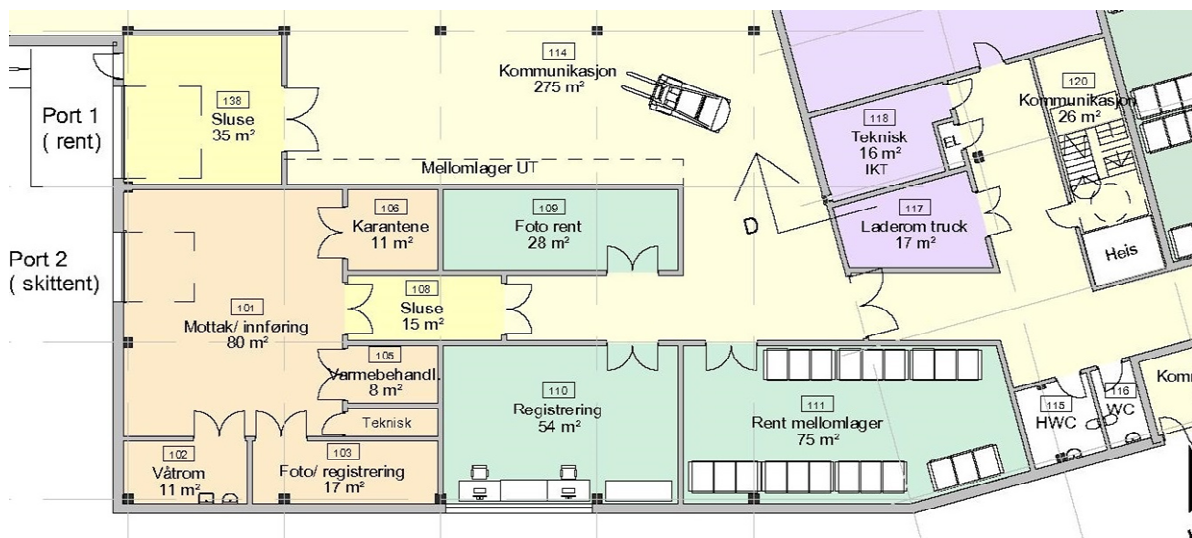 Port 1
( rent)
138
Sluse
35 m²
114
Kommunikasjon
275 m²
Mellomlager UT
118
Teknisk
16 m²
IKT
120
Kommunikasjon
26 m²
117
Laderom truck
17 m²
Heis
D
Port 2
( skittent)
106
Karantene
11 m²
109
Foto rent
28 m²
101
Mottak/ innføring
80 m²
108
Sluse
15 m²
105
Varmebehandl.
8 m²
Teknisk
102
Våtrom
11 m²
103
Foto/ registrering
17 m²
110
Registrering
54 m²
111
Rent mellomlager
75 m²
115
HWC
116
WC